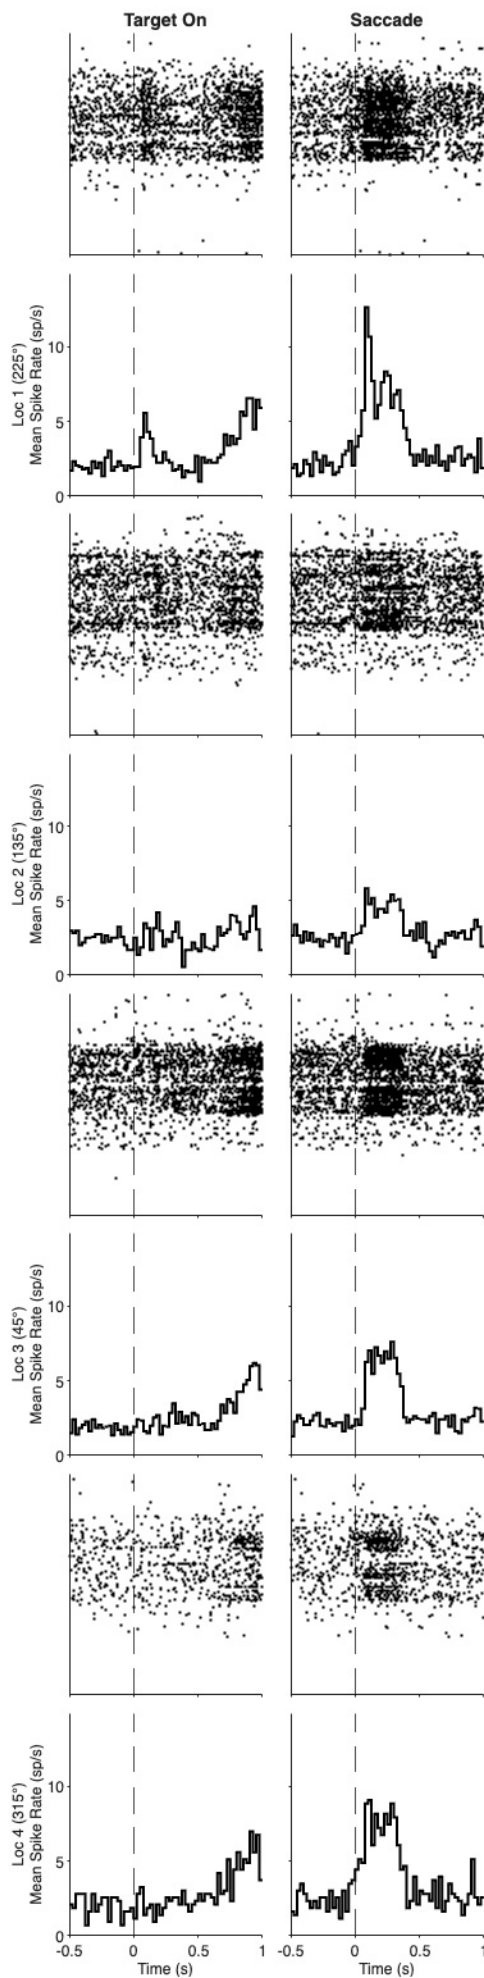 Target On Saccade
Loc 1 (225°)
Mean Spike Rate (sp/s)
10
5
0
Loc 2 (135°)
Mean Spike Rate (sp/s)
10
5
0
Loc 3 (45°)
Mean Spike Rate (sp/s)
10
5
0
Loc 4 (315°)
Mean Spike Rate (sp/s)
10
5
0
-0.5 0 0.5 1 -0.5 0 0.5 1
Time (s) Time (s)